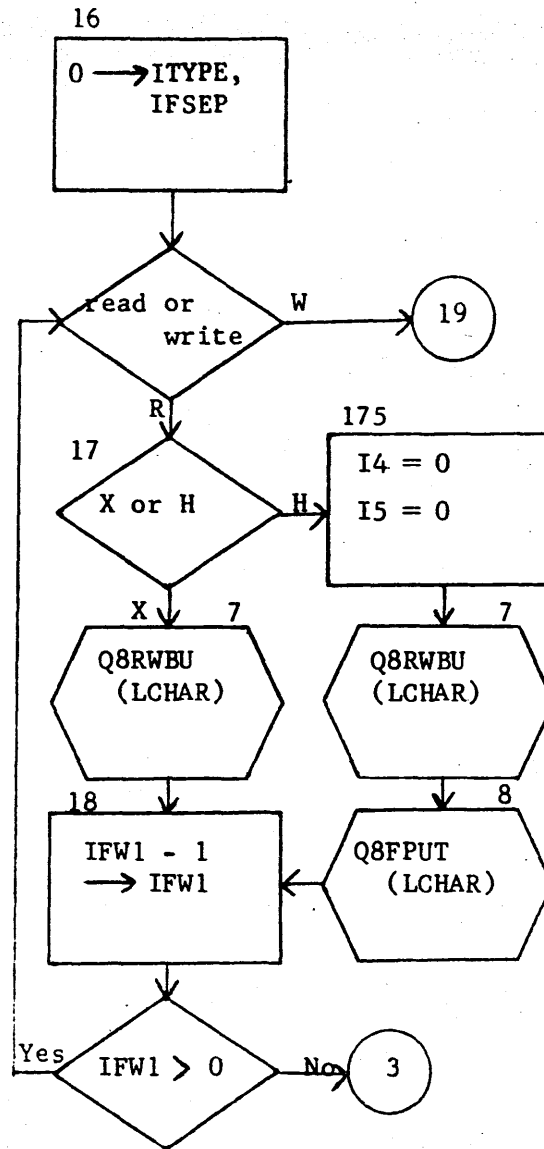 16
0 → ITYPE,
IFSEP
read or
write
W
19
R
17
X or H
H
175
I4 = 0
I5 = 0
X
7
Q8RWBU
(LCHAR)
7
Q8RWBU
(LCHAR)
18
IFW1 - 1
→ IFW1
8
Q8FPUT
(LCHAR)
Yes
IFW1 > 0
No
3